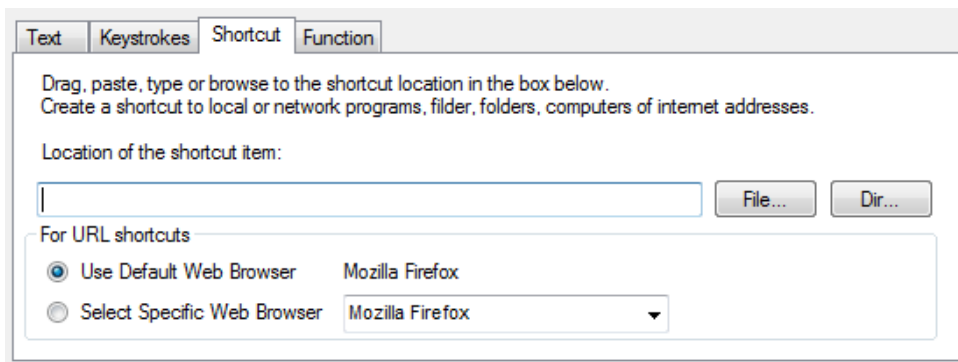 Text Keystrokes Shortcut Function
Drag, paste, type or browse to the shortcut location in the box below.
Create a shortcut to local or network programs, filder, folders, computers of internet addresses.
Location of the shortcut item:
File... Dir...
For URL shortcuts
Use Default Web Browser Mozilla Firefox
Select Specific Web Browser Mozilla Firefox